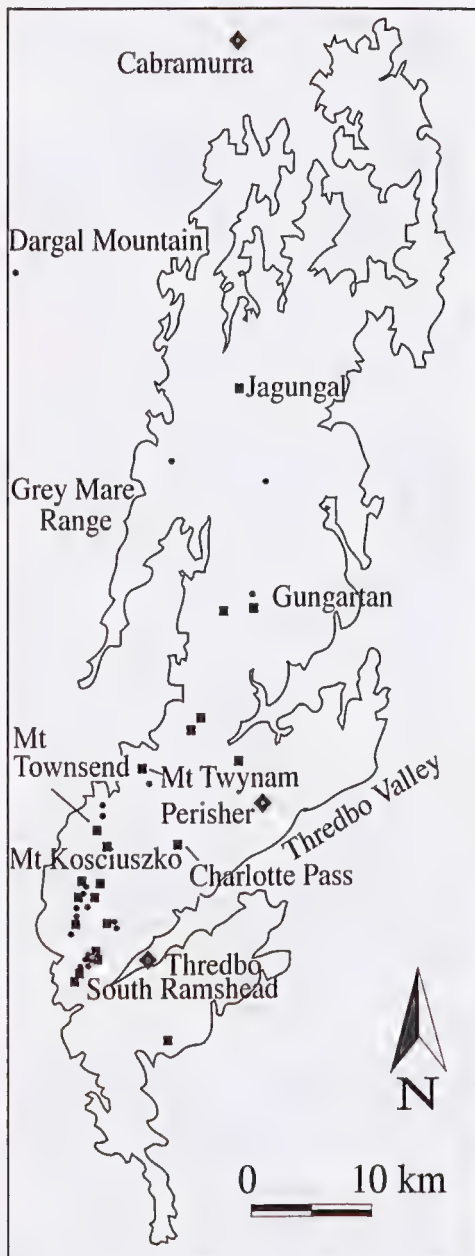 Cabramurra
Dargal Mountain
Jagungal
Grey Mare
Range
Gungartan
Mt
Townsend
Mt Twynam
Perisher
Thredbo Valley
Mt Kosciuszko
Charlotte Pass
Thredbo
South Ramshead
N
0 10 km